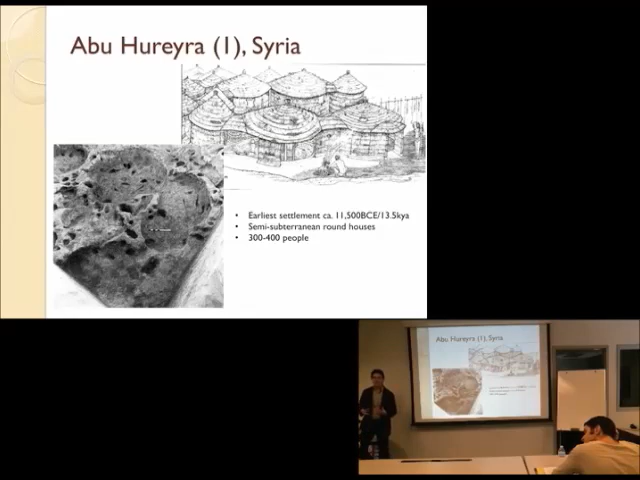 Abu Hureyra (1), Syria
• Earliest settlement ca. 11,500BCE/13.5kya
• Semi-subterranean round houses
• 300-400 people
Abu Hureyra (1), Syria